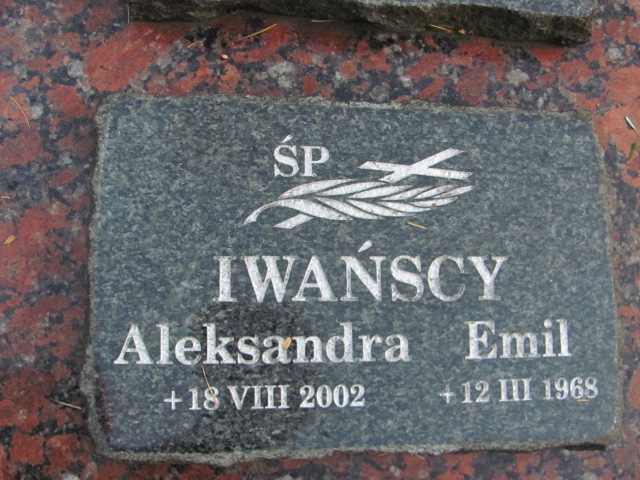 ŚP
IWAŃSCY
Aleksandra Emil
+18 VIII 2002 +12 III 1968